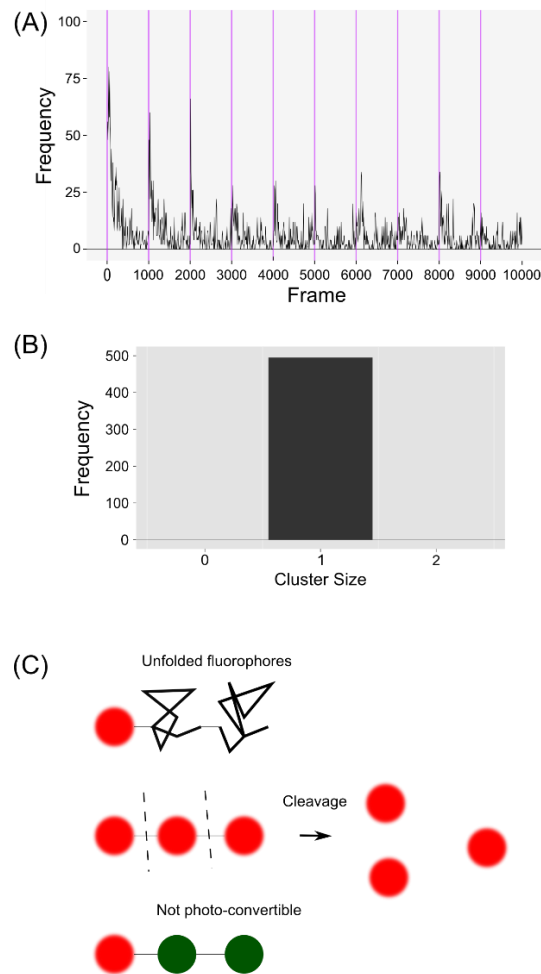 (A)
100
75
50
25
0
Frequency
0 1000 2000 3000 4000 5000 6000 7000 8000 9000 10000
Frame
(B)
500
400
300
200
100
0
Frequency
0 1 2
Cluster Size
(C)
Unfolded fluorophores
Cleavage
Not photo-convertible